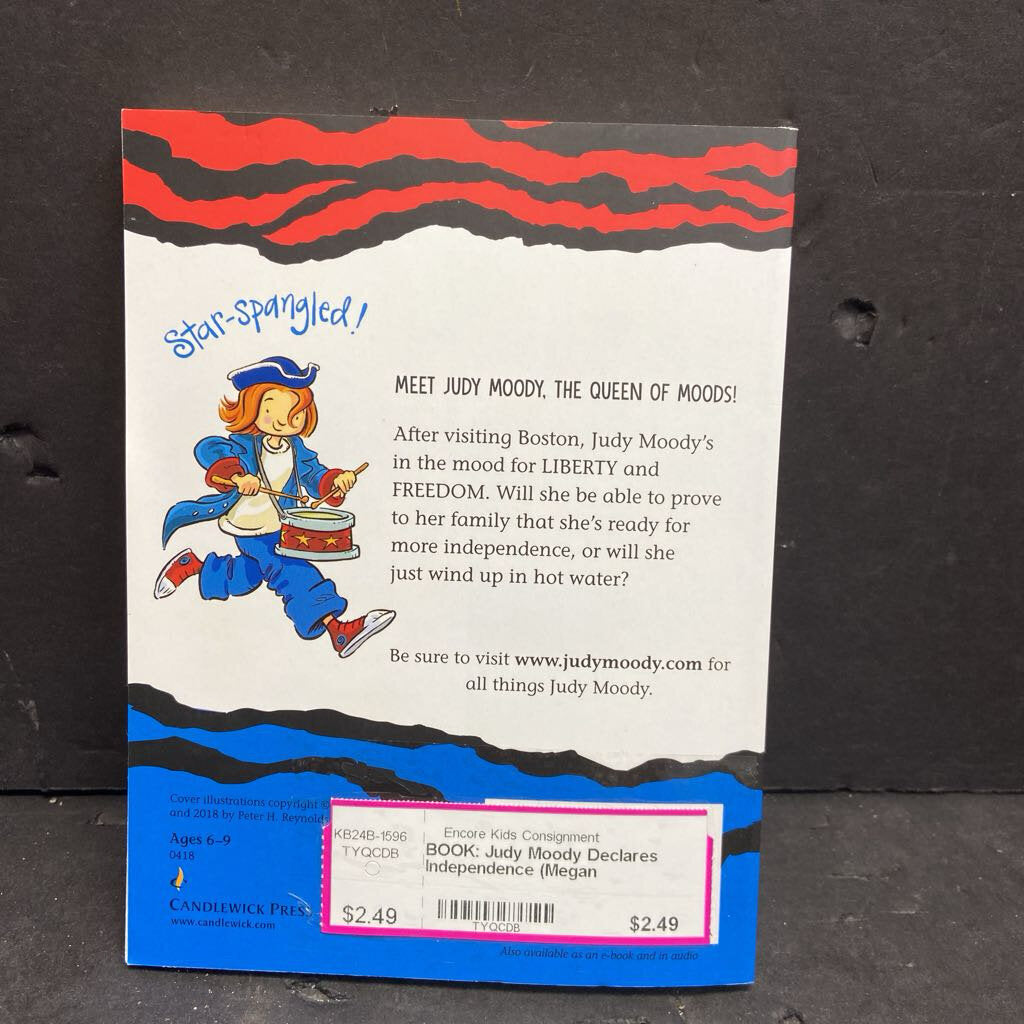 Star-spangled!
MEET JUDY MOODY, THE QUEEN OF MOODS!
After visiting Boston, Judy Moody's
in the mood for LIBERTY and
FREEDOM. Will she be able to prove
to her family that she's ready for
more independence, or will she
just wind up in hot water?
Be sure to visit www.judymoody.com for
all things Judy Moody.
Cover illustrations copyright ©
and 2018 by Peter H. Reynolds
Ages 6–9
0418
CANDLEWICK PRESS
www.candlewick.com
KB24B-1596
TYQCDB
$2.49
Encore Kids Consignment
BOOK: Judy Moody Declares
Independence (Megan
TYQCDB
$2.49
Also available as an e-book and in audio